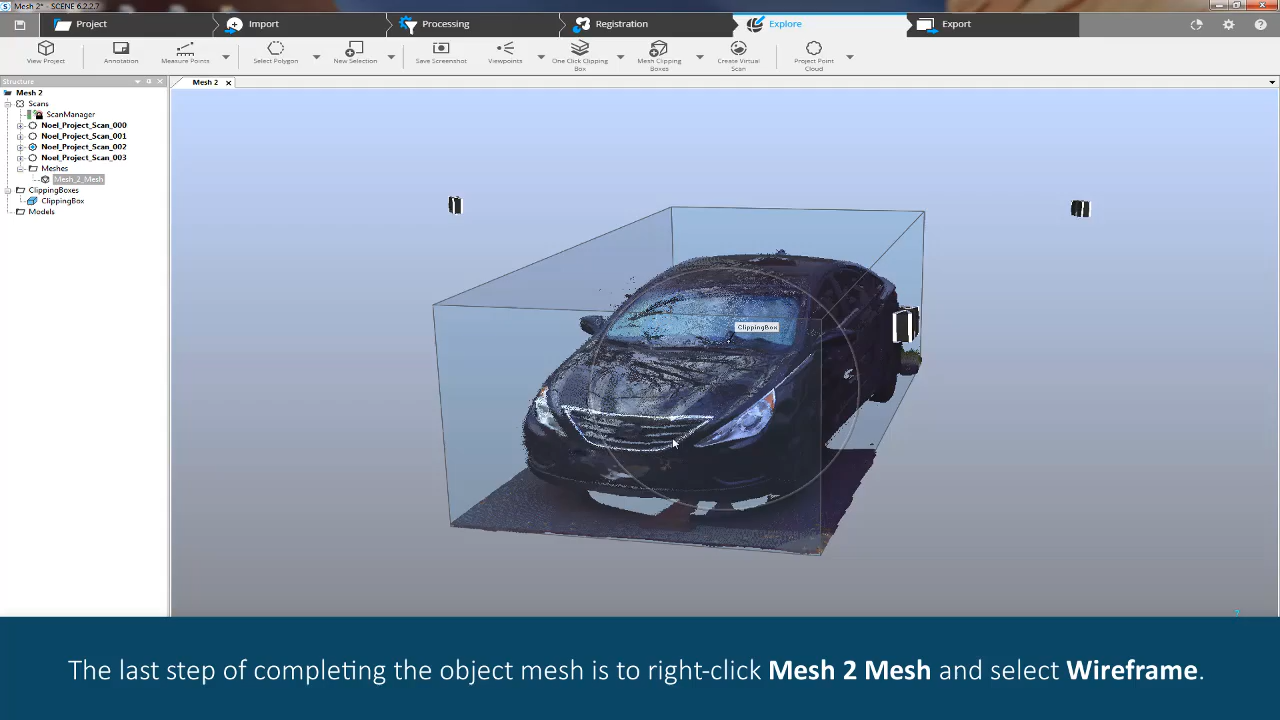 Mesh 2* - SCENE 6.2.2.7
Project
Import
Processing
Registration
Explore
Export
View Project
Annotation
Measure Points
Select Polygon
New Selection
Save Screenshot
Viewpoints
One Click Clipping
Box
Mesh Clipping
Boxes
Create Virtual
Scan
Project Point
Cloud
Structure
Mesh 2
Mesh 2
Scans
ScanManager
Noel_Project_Scan_000
Noel_Project_Scan_001
Noel_Project_Scan_002
Noel_Project_Scan_003
Meshes
Mesh_2_Mesh
ClippingBoxes
ClippingBox
Models
ClippingBox
The last step of completing the object mesh is to right-click Mesh 2 Mesh and select Wireframe.